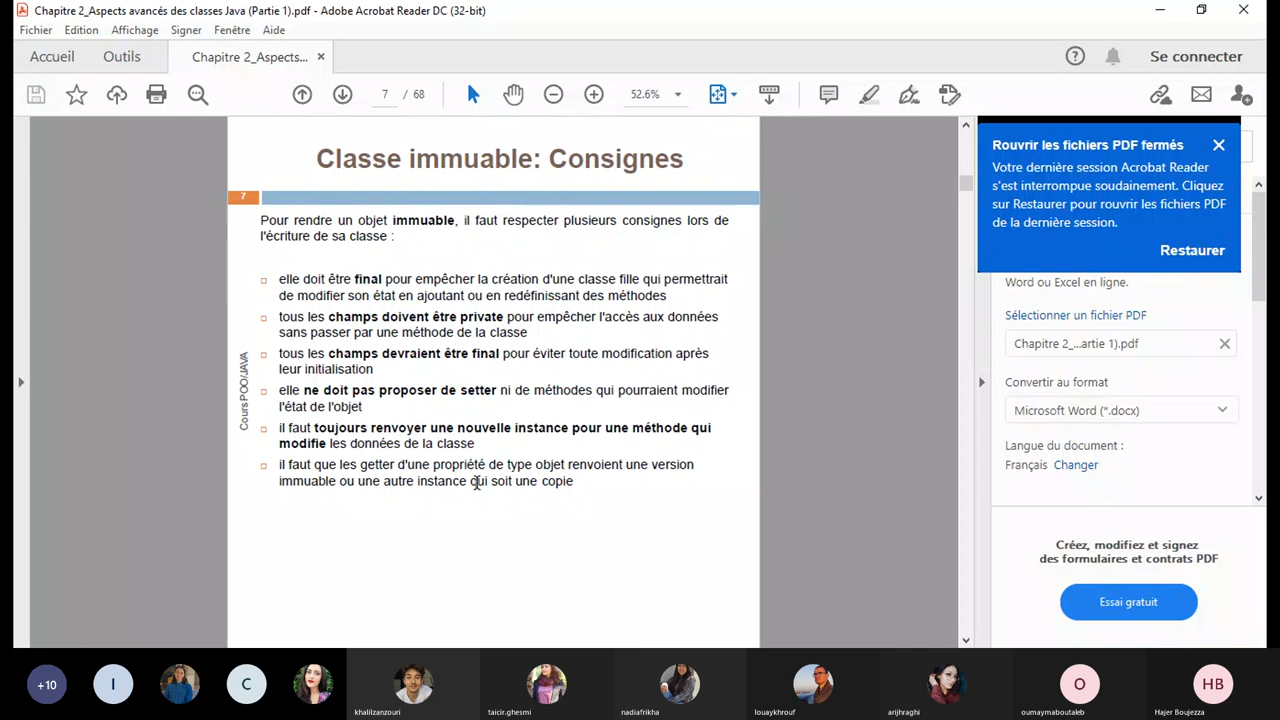 Chapitre 2_Aspects avancés des classes Java (Partie 1).pdf - Adobe Acrobat Reader DC (32-bit)
Fichier Edition Affichage Signer Fenêtre Aide
Accueil Outils Chapitre 2_Aspects... × Se connecter
7 / 68 52.6%
Classe immuable: Consignes
7
Pour rendre un objet immuable, il faut respecter plusieurs consignes lors de
l'écriture de sa classe :
elle doit être final pour empêcher la création d'une classe fille qui permettrait
de modifier son état en ajoutant ou en redéfinissant des méthodes
tous les champs doivent être private pour empêcher l'accès aux données
sans passer par une méthode de la classe
tous les champs devraient être final pour éviter toute modification après
leur initialisation
elle ne doit pas proposer de setter ni de méthodes qui pourraient modifier
l'état de l'objet
il faut toujours renvoyer une nouvelle instance pour une méthode qui
modifie les données de la classe
il faut que les getter d'une propriété de type objet renvoient une version
immuable ou une autre instance qui soit une copie
Cours POO/JAVA
Rouvrir les fichiers PDF fermés
Votre dernière session Acrobat Reader
s'est interrompue soudainement. Cliquez
sur Restaurer pour rouvrir les fichiers PDF
de la dernière session.
Restaurer
Word ou Excel en ligne.
Sélectionner un fichier PDF
Chapitre 2_...artie 1).pdf
Convertir au format
Microsoft Word (*.docx)
Langue du document :
Français Changer
Créez, modifiez et signez
des formulaires et contrats PDF
Essai gratuit
+10 I C O HB
khalilzanzouri taicir.ghesmi nadiafrikha louaykhrouf arijhraghi oumaymaboutaleb Hajer Boujezza